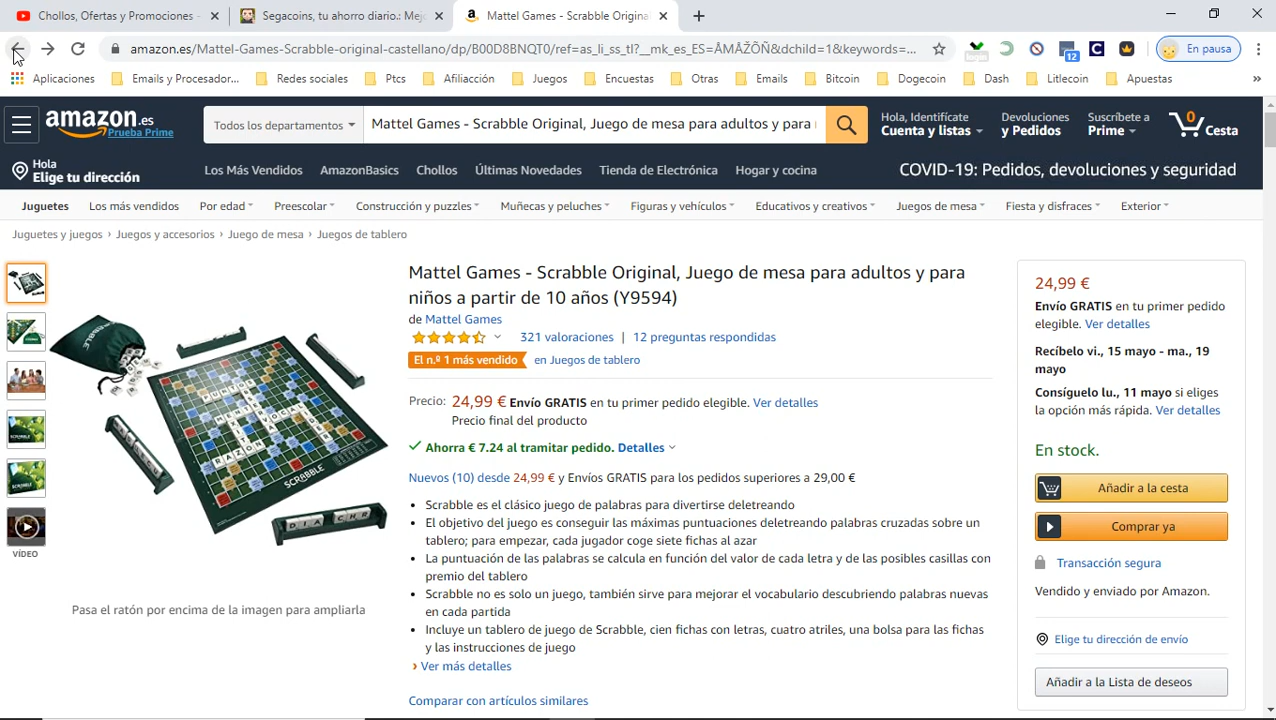 Chollos, Ofertas y Promociones -
Segacoins, tu ahorro diario.: Mej
Mattel Games - Scrabble Origina
amazon.es/Mattel-Games-Scrabble-original-castellano/dp/B00D8BNQT0/ref=as_li_ss_tl?__mk_es_ES=ÅMÅŽÕÑ&dchild=1&keywords=...
12
En pausa
Aplicaciones
Emails y Procesador...
Redes sociales
Ptcs
Afiliacción
Juegos
Encuestas
Otras
Emails
Bitcoin
Dogecoin
Dash
Litlecoin
Apuestas
»
amazon.es
Prueba Prime
Todos los departamentos
Mattel Games - Scrabble Original, Juego de mesa para adultos y para
Hola, Identifícate
Cuenta y listas
Devoluciones
y Pedidos
Suscríbete a
Prime
0
Cesta
Hola
Elige tu dirección
Los Más Vendidos
AmazonBasics
Chollos
Últimas Novedades
Tienda de Electrónica
Hogar y cocina
COVID-19: Pedidos, devoluciones y seguridad
Juguetes
Los más vendidos
Por edad
Preescolar
Construcción y puzzles
Muñecas y peluches
Figuras y vehículos
Educativos y creativos
Juegos de mesa
Fiesta y disfraces
Exterior
Juguetes y juegos › Juegos y accesorios › Juego de mesa › Juegos de tablero
VÍDEO
SCRABBLE
Pasa el ratón por encima de la imagen para ampliarla
Mattel Games - Scrabble Original, Juego de mesa para adultos y para
niños a partir de 10 años (Y9594)
de Mattel Games
321 valoraciones | 12 preguntas respondidas
El n.º 1 más vendido en Juegos de tablero
Precio: 24,99 € Envío GRATIS en tu primer pedido elegible. Ver detalles
Precio final del producto
Ahorra € 7.24 al tramitar pedido. Detalles
Nuevos (10) desde 24,99 € y Envíos GRATIS para los pedidos superiores a 29,00 €
• Scrabble es el clásico juego de palabras para divertirse deletreando
• El objetivo del juego es conseguir las máximas puntuaciones deletreando palabras cruzadas sobre un
tablero; para empezar, cada jugador coge siete fichas al azar
• La puntuación de las palabras se calcula en función del valor de cada letra y de las posibles casillas con
premio del tablero
• Scrabble no es solo un juego, también sirve para mejorar el vocabulario descubriendo palabras nuevas
en cada partida
• Incluye un tablero de juego de Scrabble, cien fichas con letras, cuatro atriles, una bolsa para las fichas
y las instrucciones de juego
› Ver más detalles
Comparar con artículos similares
24,99 €
Envío GRATIS en tu primer pedido
elegible. Ver detalles
Recíbelo vi., 15 mayo - ma., 19
mayo
Consíguelo lu., 11 mayo si eliges
la opción más rápida. Ver detalles
En stock.
Añadir a la cesta
Comprar ya
Transacción segura
Vendido y enviado por Amazon.
Elige tu dirección de envío
Añadir a la Lista de deseos